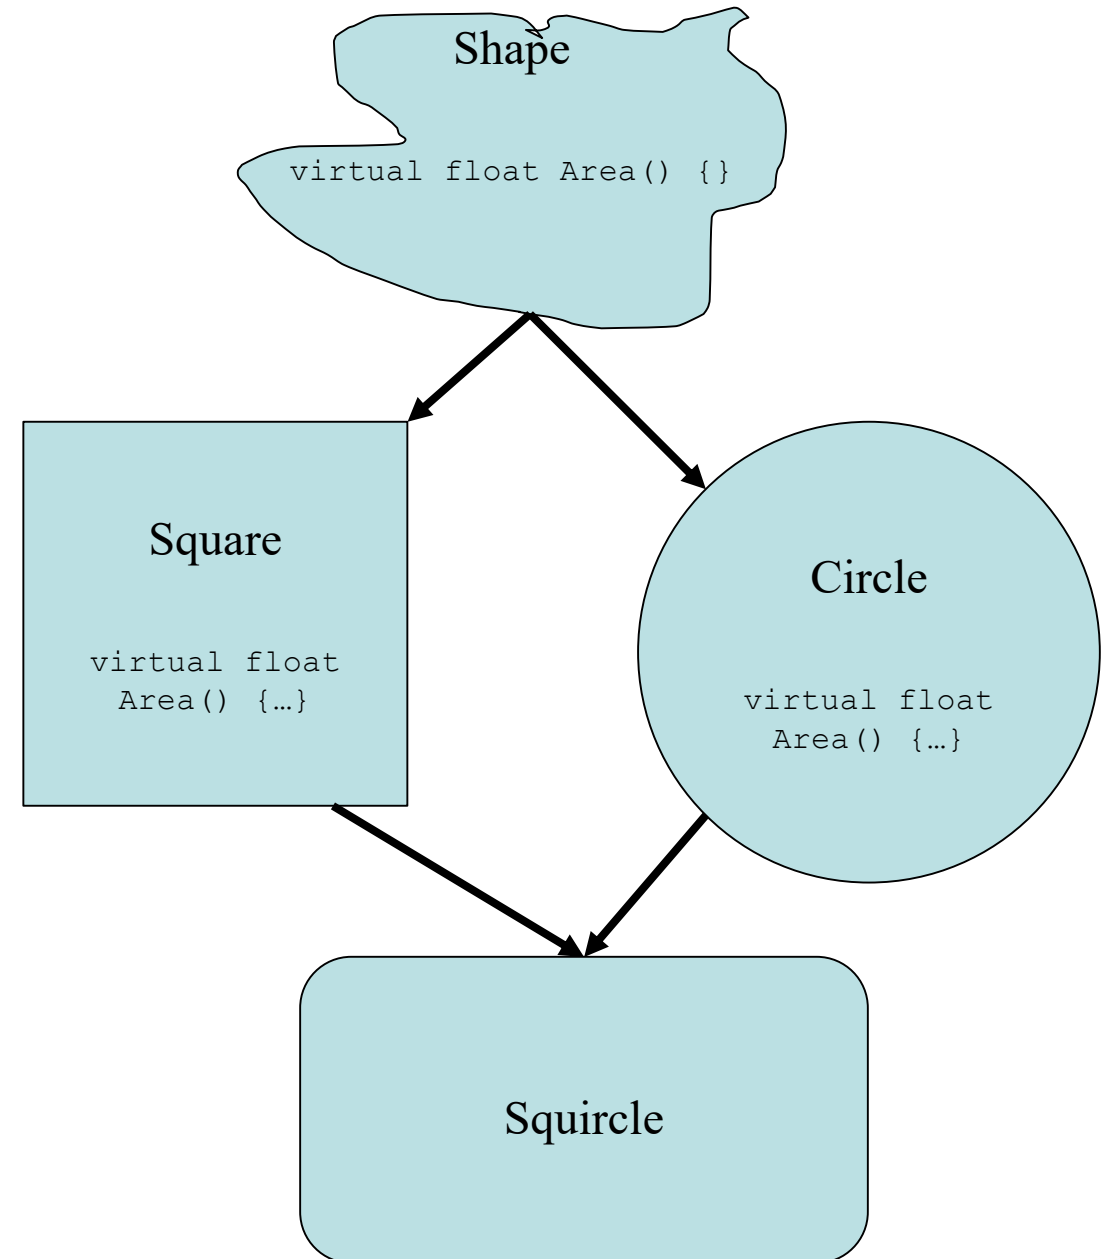 Shape
virtual float Area() {}
Square
virtual float
Area() {…}
Circle
virtual float
Area() {…}
Squircle